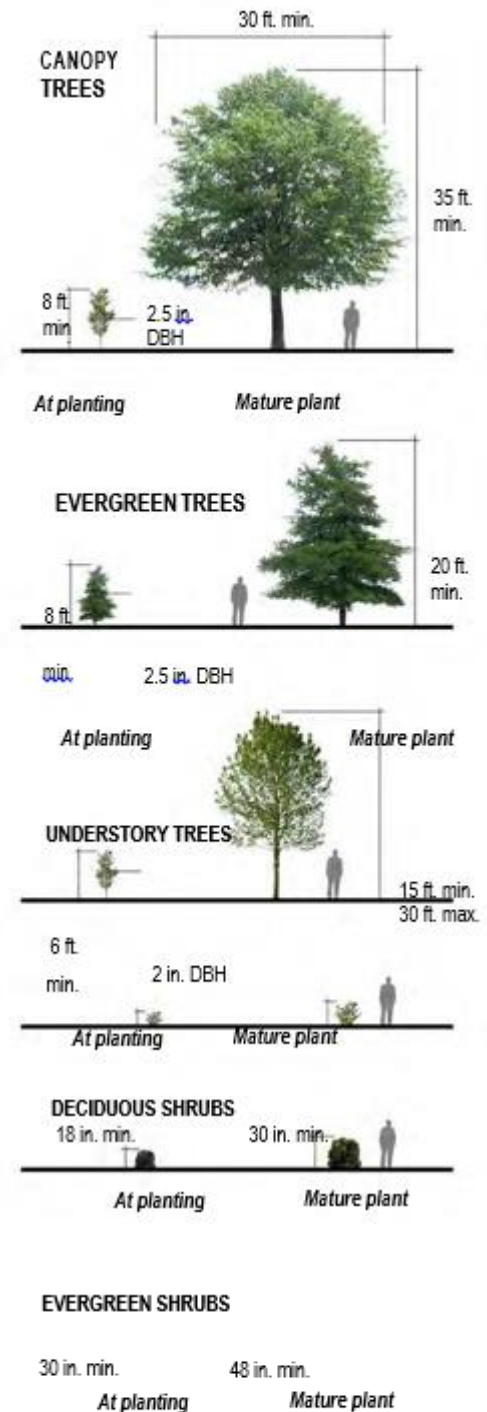 30 ft. min.
CANOPY
TREES
35 ft.
min.
8 ft.
min
2.5 in.
DBH
At planting
Mature plant
EVERGREEN TREES
20 ft.
min.
8 ft.
min.
2.5 in. DBH
At planting
Mature plant
UNDERSTORY TREES
15 ft. min.
30 ft. max.
6 ft.
min.
2 in. DBH
At planting
Mature plant
DECIDUOUS SHRUBS
18 in. min.
30 in. min.
At planting
Mature plant
EVERGREEN SHRUBS
30 in. min.
48 in. min.
At planting
Mature plant